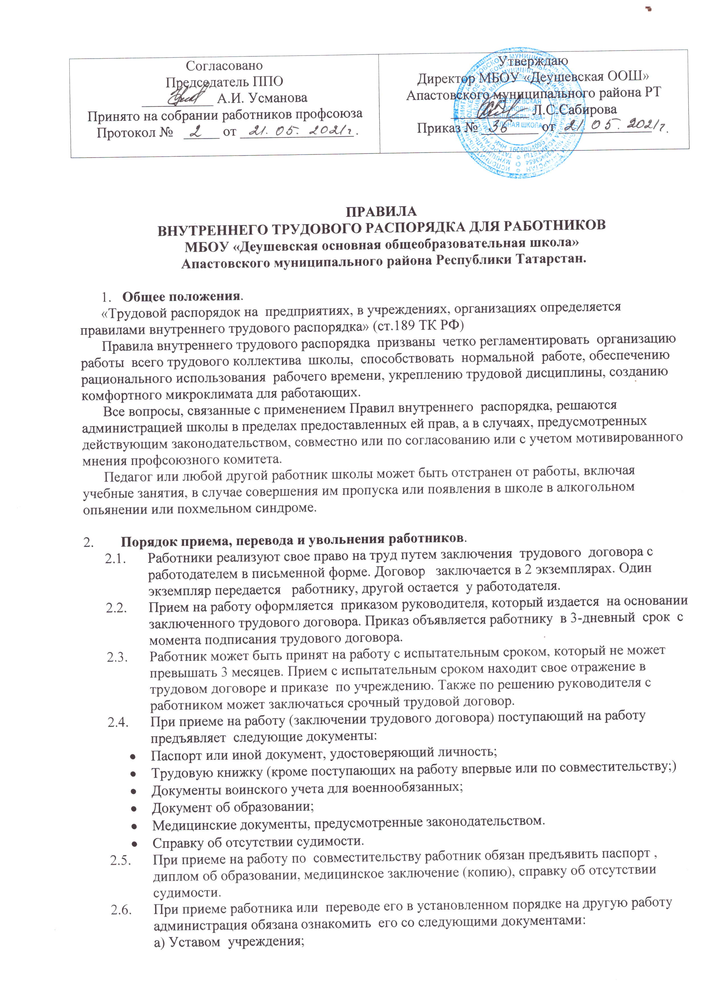 Согласовано
Председатель ППО
____________ А.И. Усманова
Принято на собрании работников профсоюза
Протокол № 2 от 21.05.2021г.
Утверждаю
Директор МБОУ «Деушевская ООШ»
Апастовского муниципального района РТ
____________ Л.С.Сабирова
Приказ № 36 от 21.05.2021г.
ДЕУШЕВСКАЯ
ОСНОВНАЯ
ОБЩЕОБРАЗОВА-
ТЕЛЬНАЯ ШКОЛА
ПРАВИЛА
ВНУТРЕННЕГО ТРУДОВОГО РАСПОРЯДКА ДЛЯ РАБОТНИКОВ
МБОУ «Деушевская основная общеобразовательная школа»
Апастовского муниципального района Республики Татарстан.
1. Общее положения.
«Трудовой распорядок на предприятиях, в учреждениях, организациях определяется
правилами внутреннего трудового распорядка» (ст.189 ТК РФ)
Правила внутреннего трудового распорядка призваны четко регламентировать организацию
работы всего трудового коллектива школы, способствовать нормальной работе, обеспечению
рационального использования рабочего времени, укреплению трудовой дисциплины, созданию
комфортного микроклимата для работающих.
Все вопросы, связанные с применением Правил внутреннего распорядка, решаются
администрацией школы в пределах предоставленных ей прав, а в случаях, предусмотренных
действующим законодательством, совместно или по согласованию или с учетом мотивированного
мнения профсоюзного комитета.
Педагог или любой другой работник школы может быть отстранен от работы, включая
учебные занятия, в случае совершения им пропуска или появления в школе в алкогольном
опьянении или похмельном синдроме.
2. Порядок приема, перевода и увольнения работников.
2.1. Работники реализуют свое право на труд путем заключения трудового договора с
работодателем в письменной форме. Договор заключается в 2 экземплярах. Один
экземпляр передается работнику, другой остается у работодателя.
2.2. Прием на работу оформляется приказом руководителя, который издается на основании
заключенного трудового договора. Приказ объявляется работнику в 3-дневный срок с
момента подписания трудового договора.
2.3. Работник может быть принят на работу с испытательным сроком, который не может
превышать 3 месяцев. Прием с испытательным сроком находит свое отражение в
трудовом договоре и приказе по учреждению. Также по решению руководителя с
работником может заключаться срочный трудовой договор.
2.4. При приеме на работу (заключении трудового договора) поступающий на работу
предъявляет следующие документы:
• Паспорт или иной документ, удостоверяющий личность;
• Трудовую книжку (кроме поступающих на работу впервые или по совместительству;)
• Документы воинского учета для военнообязанных;
• Документ об образовании;
• Медицинские документы, предусмотренные законодательством.
• Справку об отсутствии судимости.
2.5. При приеме на работу по совместительству работник обязан предъявить паспорт ,
диплом об образовании, медицинское заключение (копию), справку об отсутствии
судимости.
2.6. При приеме работника или переводе его в установленном порядке на другую работу
администрация обязана ознакомить его со следующими документами:
а) Уставом учреждения;